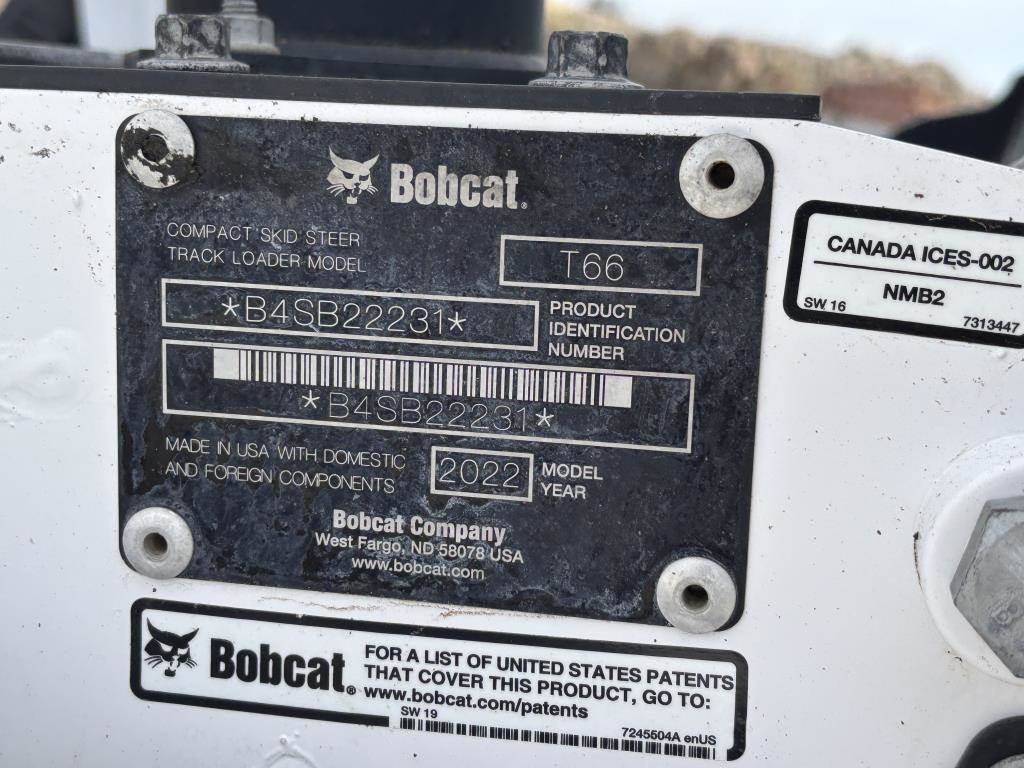 Bobcat.
COMPACT SKID STEER
TRACK LOADER MODEL
T66
*B4SB22231*
PRODUCT
IDENTIFICATION
NUMBER
*B4SB22231*
MADE IN USA WITH DOMESTIC
AND FOREIGN COMPONENTS
2022
MODEL
YEAR
Bobcat Company
West Fargo, ND 58078 USA
www.bobcat.com
CANADA ICES-002
NMB2
SW 16
7313447
Bobcat.
FOR A LIST OF UNITED STATES PATENTS
THAT COVER THIS PRODUCT, GO TO:
www.bobcat.com/patents
SW 19
7245504A enUS